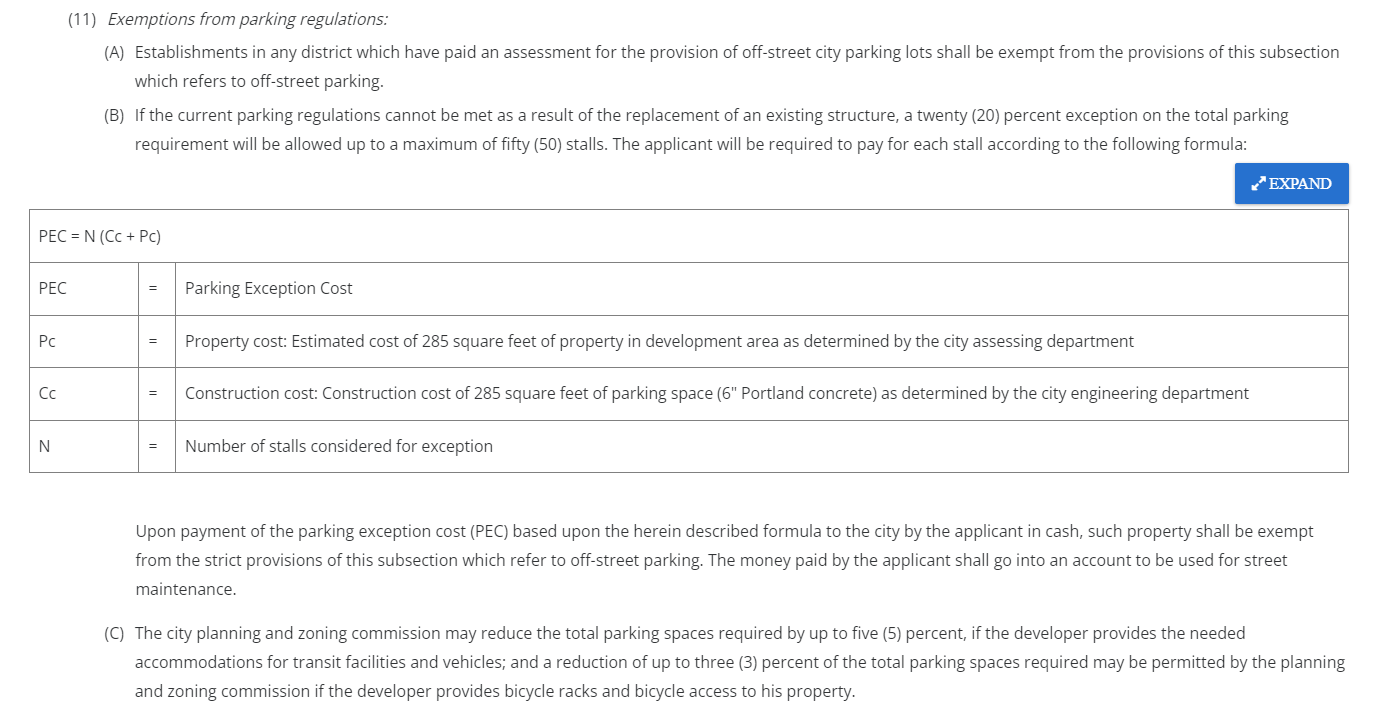 (11) Exemptions from parking regulations:
(A) Establishments in any district which have paid an assessment for the provision of off-street city parking lots shall be exempt from the provisions of this subsection
which refers to off-street parking.
(B) If the current parking regulations cannot be met as a result of the replacement of an existing structure, a twenty (20) percent exception on the total parking
requirement will be allowed up to a maximum of fifty (50) stalls. The applicant will be required to pay for each stall according to the following formula:
EXPAND
PEC = N (Cc + Pc)
PEC = Parking Exception Cost
Pc = Property cost: Estimated cost of 285 square feet of property in development area as determined by the city assessing department
Cc = Construction cost: Construction cost of 285 square feet of parking space (6" Portland concrete) as determined by the city engineering department
N = Number of stalls considered for exception
Upon payment of the parking exception cost (PEC) based upon the herein described formula to the city by the applicant in cash, such property shall be exempt
from the strict provisions of this subsection which refer to off-street parking. The money paid by the applicant shall go into an account to be used for street
maintenance.
(C) The city planning and zoning commission may reduce the total parking spaces required by up to five (5) percent, if the developer provides the needed
accommodations for transit facilities and vehicles; and a reduction of up to three (3) percent of the total parking spaces required may be permitted by the planning
and zoning commission if the developer provides bicycle racks and bicycle access to his property.